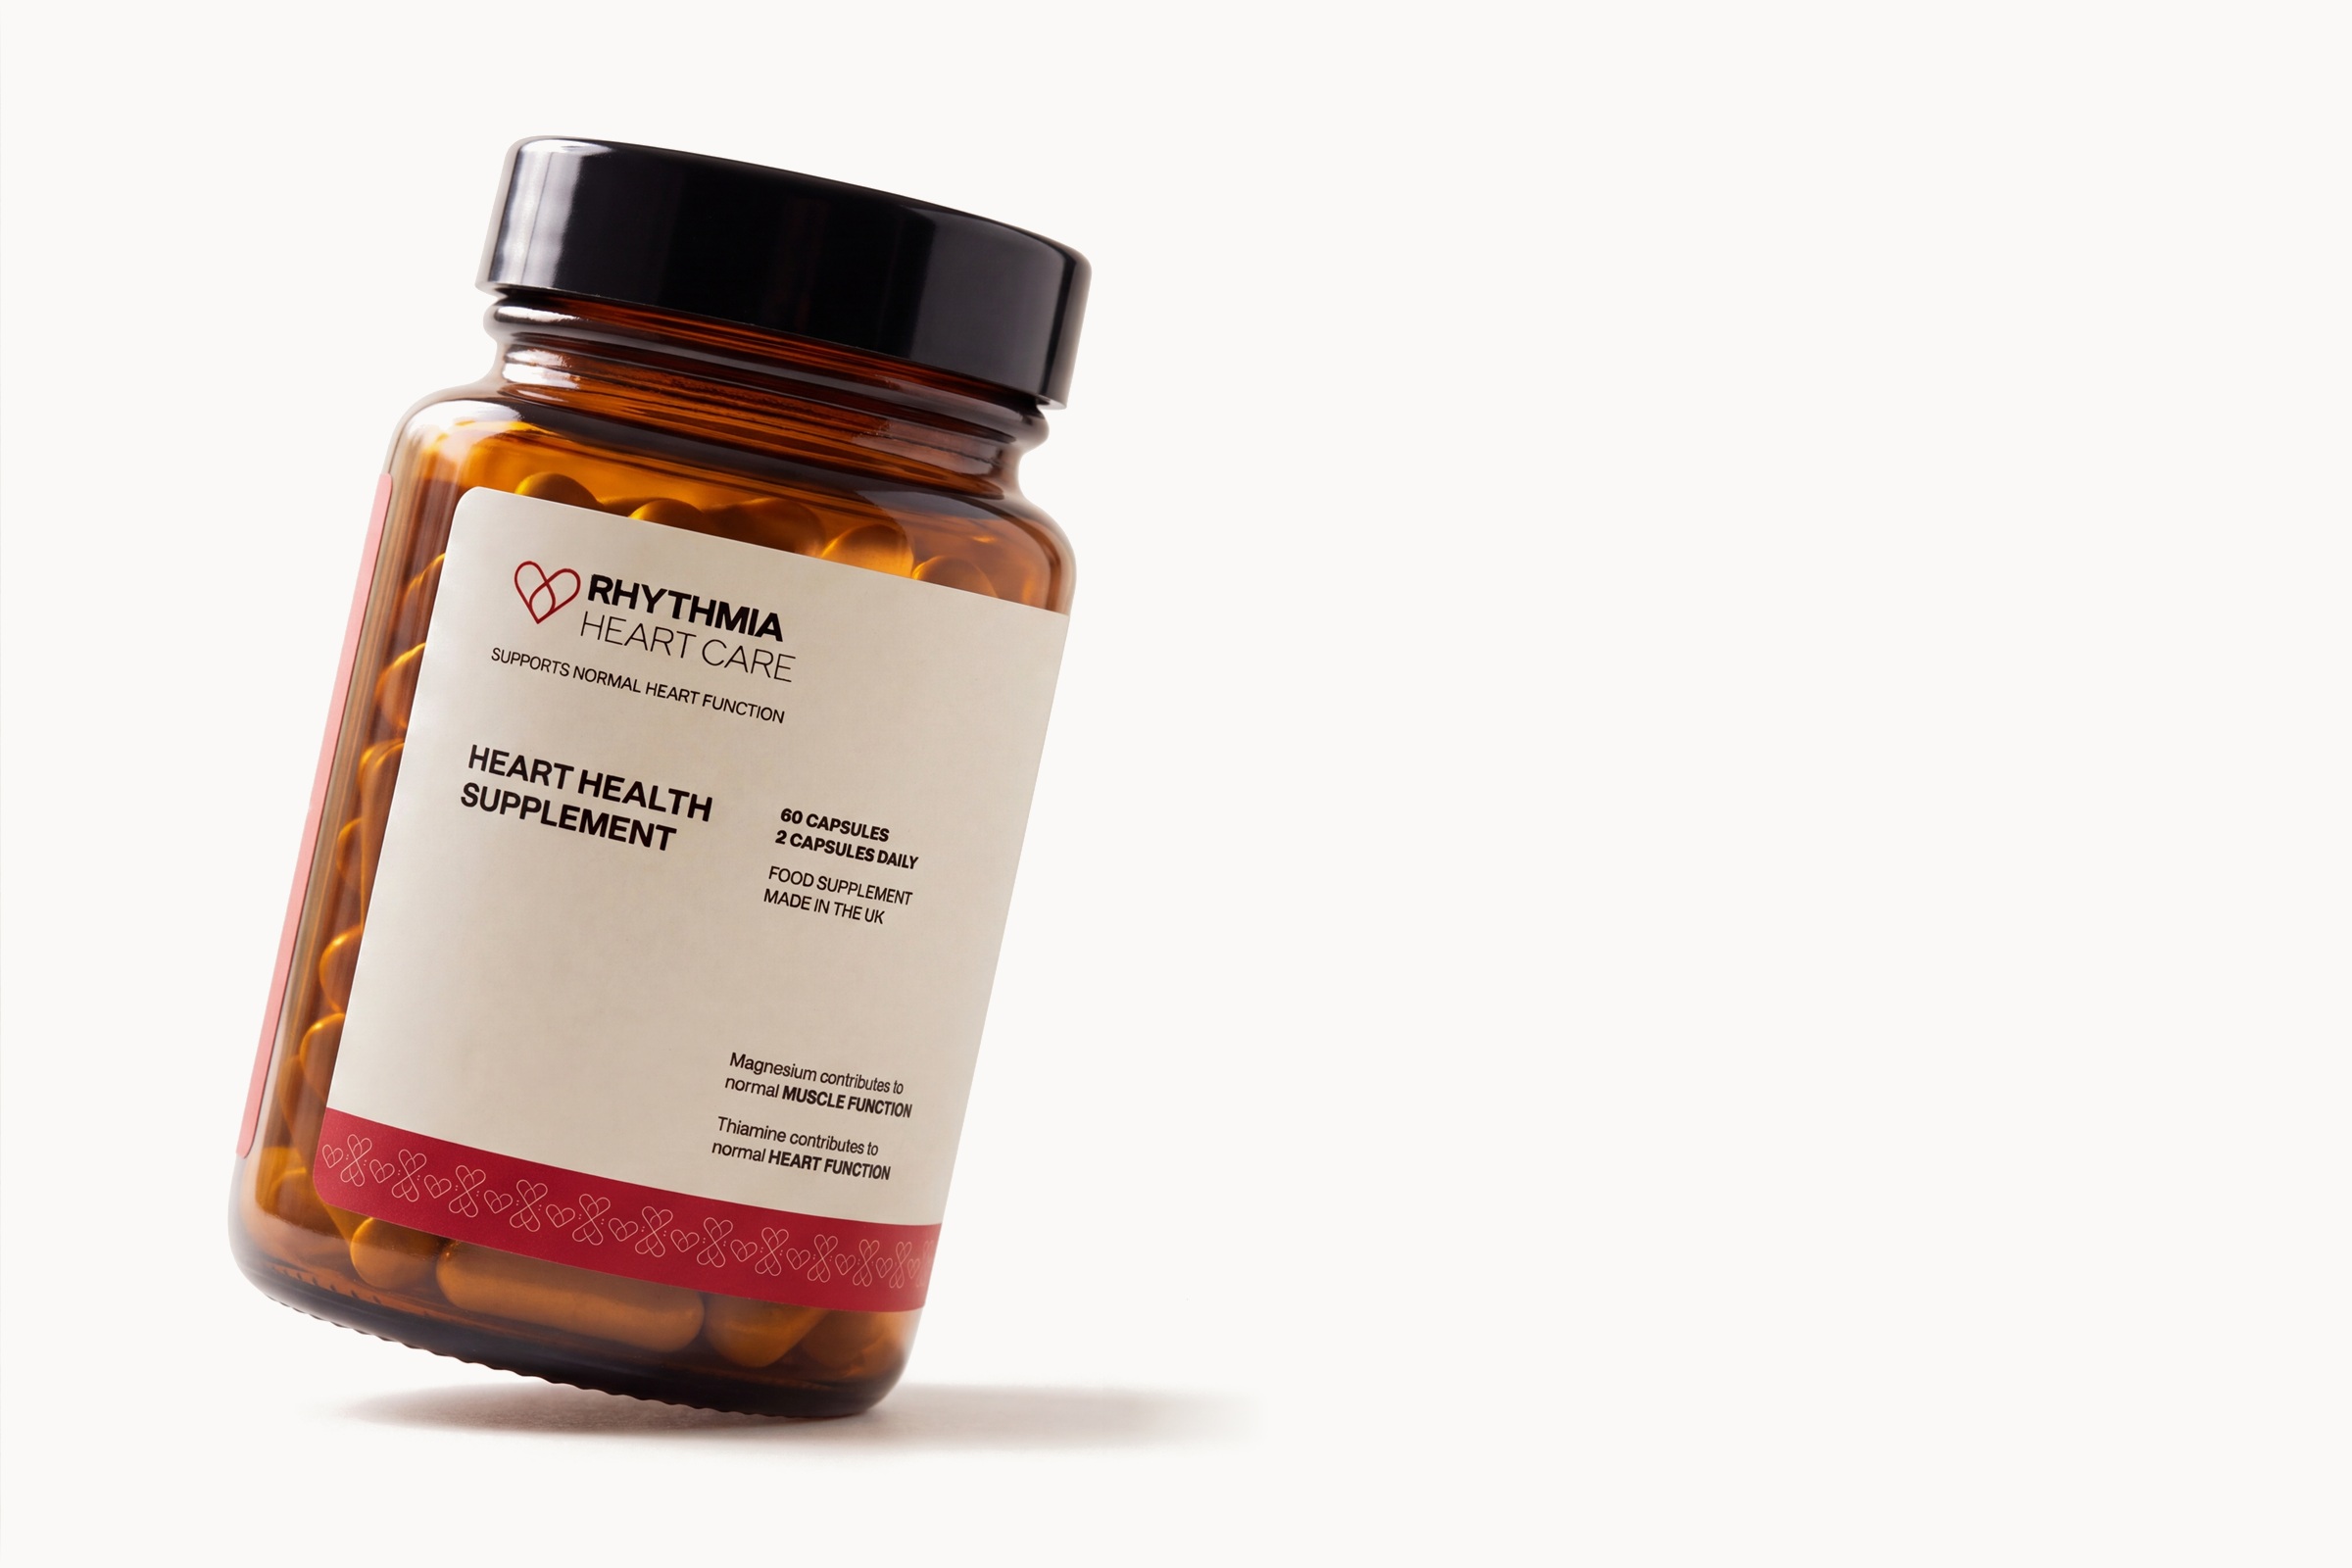 RHYTHMIA
HEART CARE
SUPPORTS NORMAL HEART FUNCTION
HEART HEALTH
SUPPLEMENT
60 CAPSULES
2 CAPSULES DAILY
FOOD SUPPLEMENT
MADE IN THE UK
Magnesium contributes to
normal MUSCLE FUNCTION
Thiamine contributes to
normal HEART FUNCTION